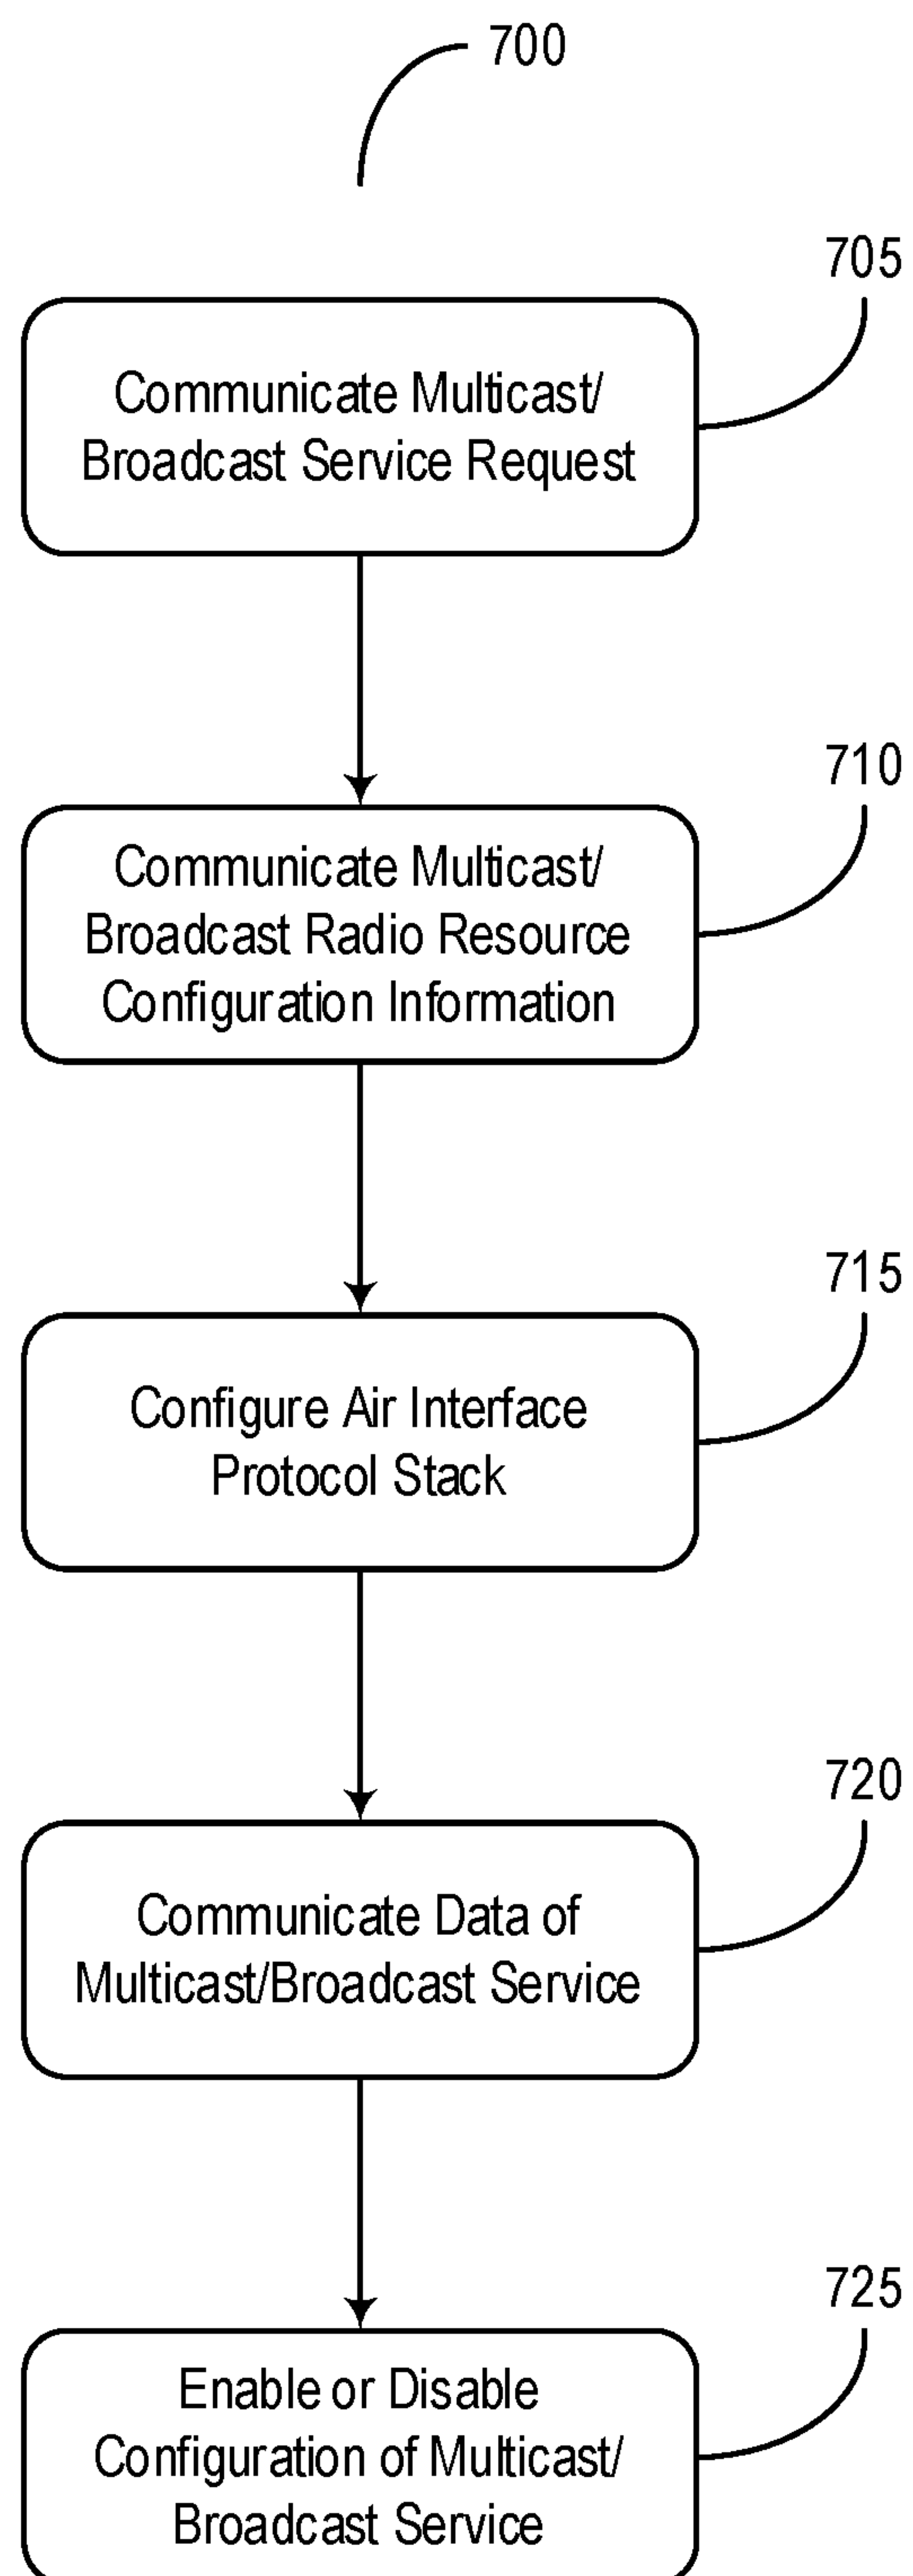 700
705
Communicate Multicast/
Broadcast Service Request
710
Communicate Multicast/
Broadcast Radio Resource
Configuration Information
715
Configure Air Interface
Protocol Stack
720
Communicate Data of
Multicast/Broadcast Service
725
Enable or Disable
Configuration of Multicast/
Broadcast Service